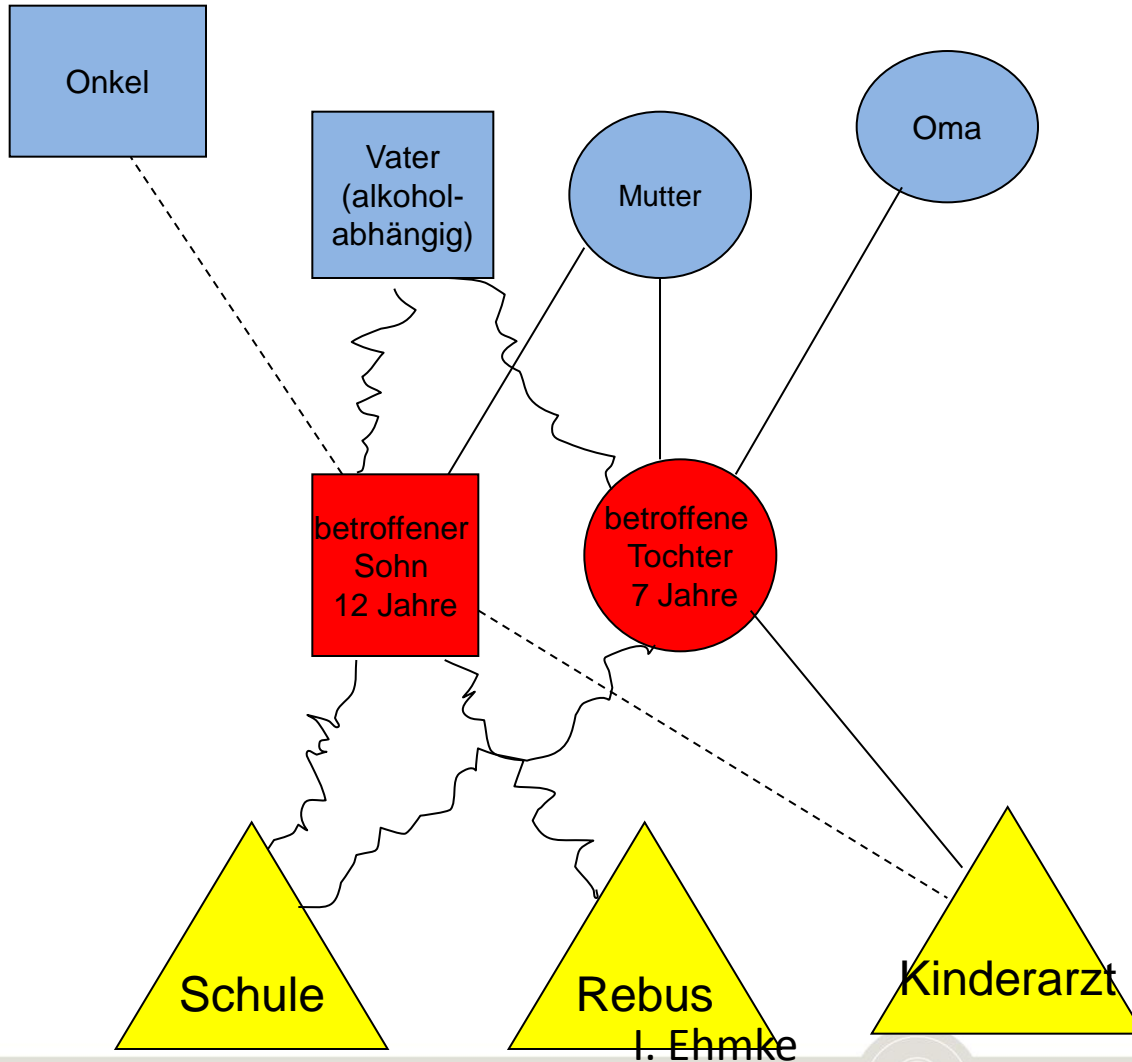 Onkel
Vater
(alkohol-
abhängig)
Mutter
Oma
betroffener
Sohn
12 Jahre
betroffene
Tochter
7 Jahre
Schule
Rebus
Kinderarzt
I. Ehmke